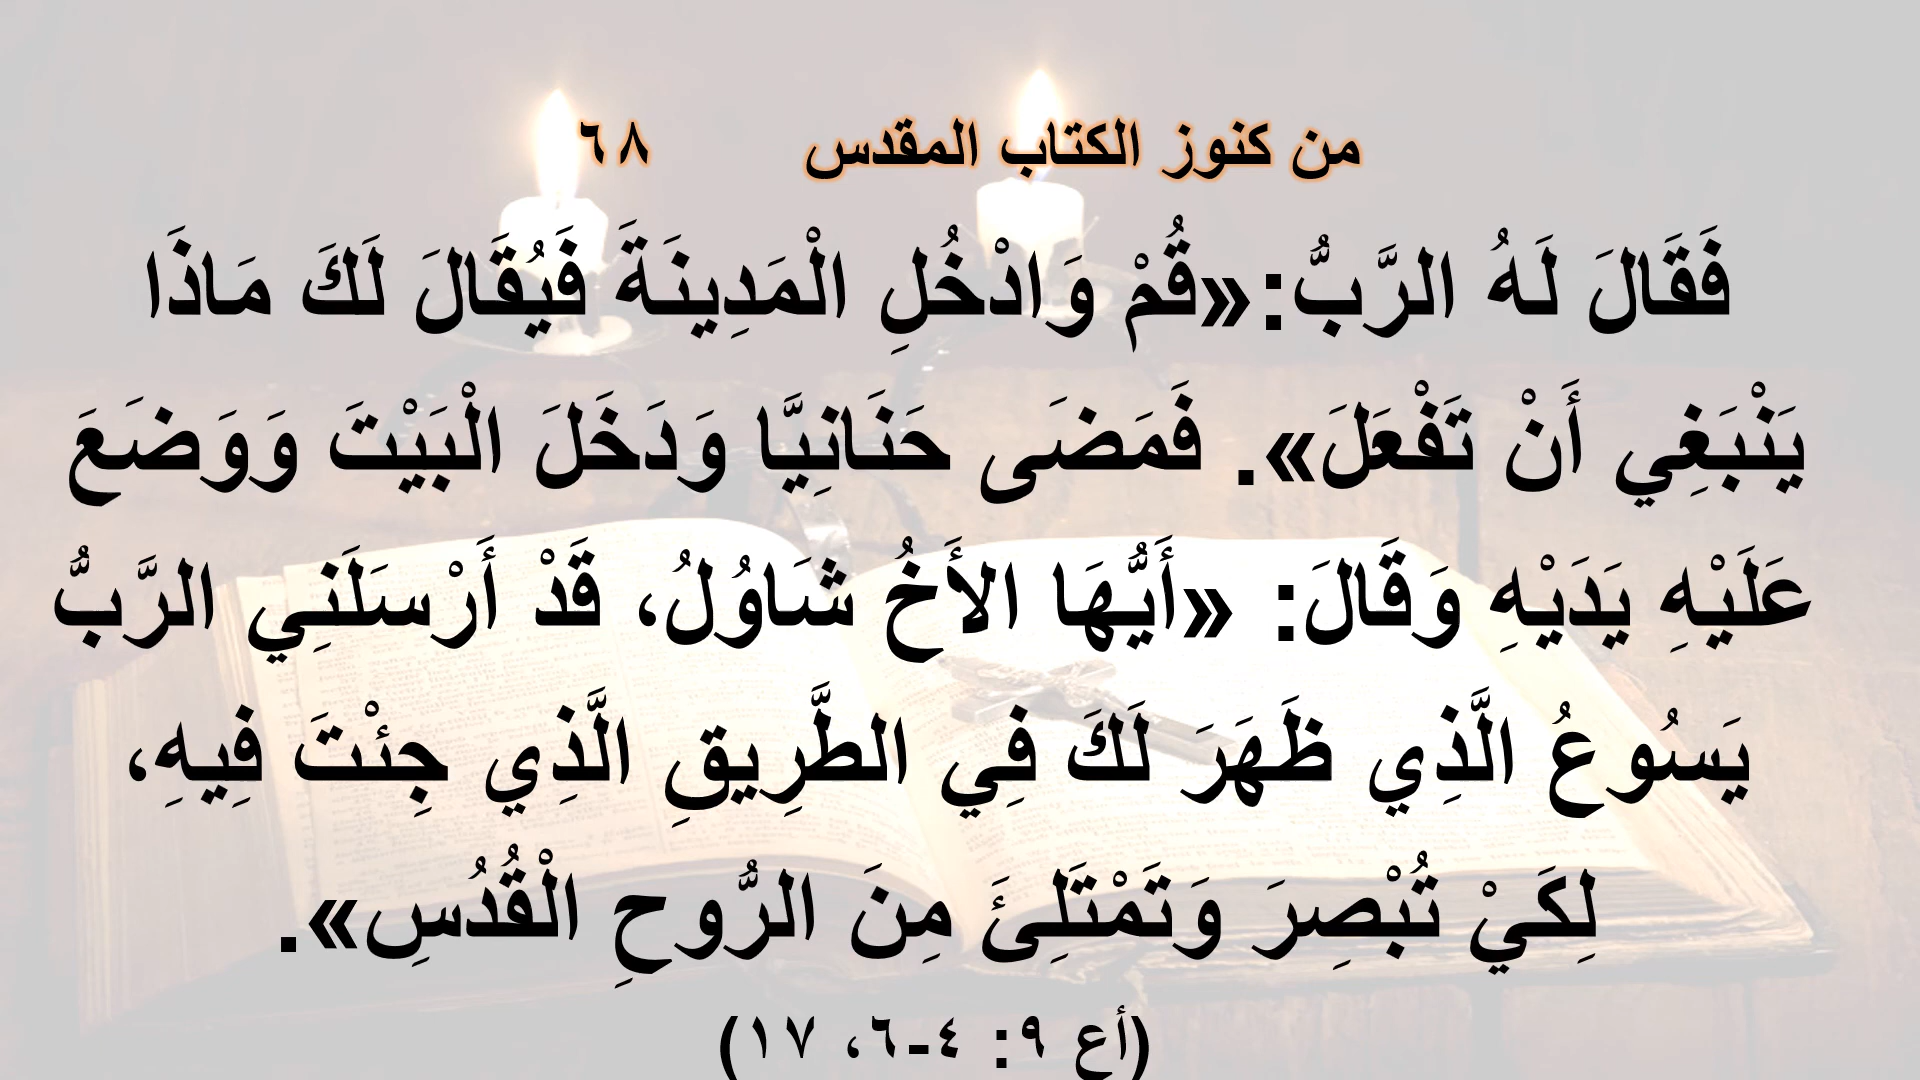 من كنوز الكتاب المقدس ٦٨
فَقَالَ لَهُ الرَّبُّ:«قُمْ وَادْخُلِ الْمَدِينَةَ فَيُقَالَ لَكَ مَاذَا
يَنْبَغِي أَنْ تَفْعَلَ». فَمَضَى حَنَانِيَّا وَدَخَلَ الْبَيْتَ وَوَضَعَ
عَلَيْهِ يَدَيْهِ وَقَالَ: «أَيُّهَا الأَخُ شَاوُلُ، قَدْ أَرْسَلَنِي الرَّبُّ
يَسُوعُ الَّذِي ظَهَرَ لَكَ فِي الطَّرِيقِ الَّذِي جِئْتَ فِيهِ،
لِكَيْ تُبْصِرَ وَتَمْتَلِئَ مِنَ الرُّوحِ الْقُدُسِ».
(أع ٩: ٤-٦، ١٧)